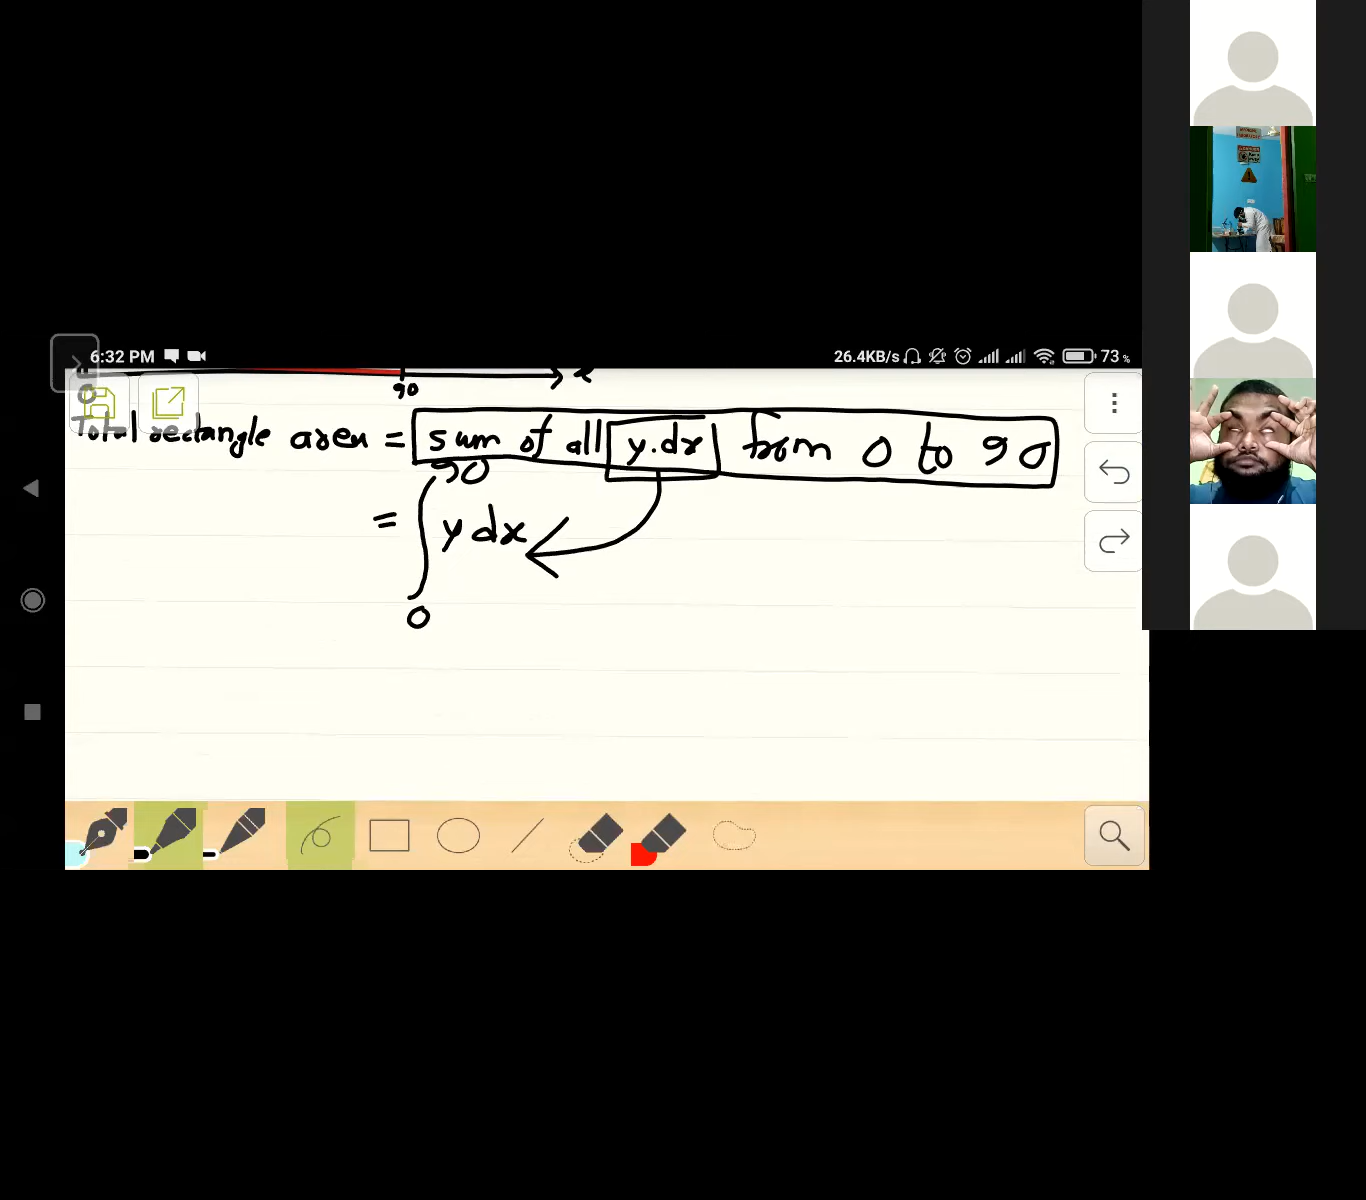 6:32 PM 26.4KB/s 73 %
90 x
Total rectangle area = sum of all y.dx from 0 to 90
90
= ∫ y dx
0